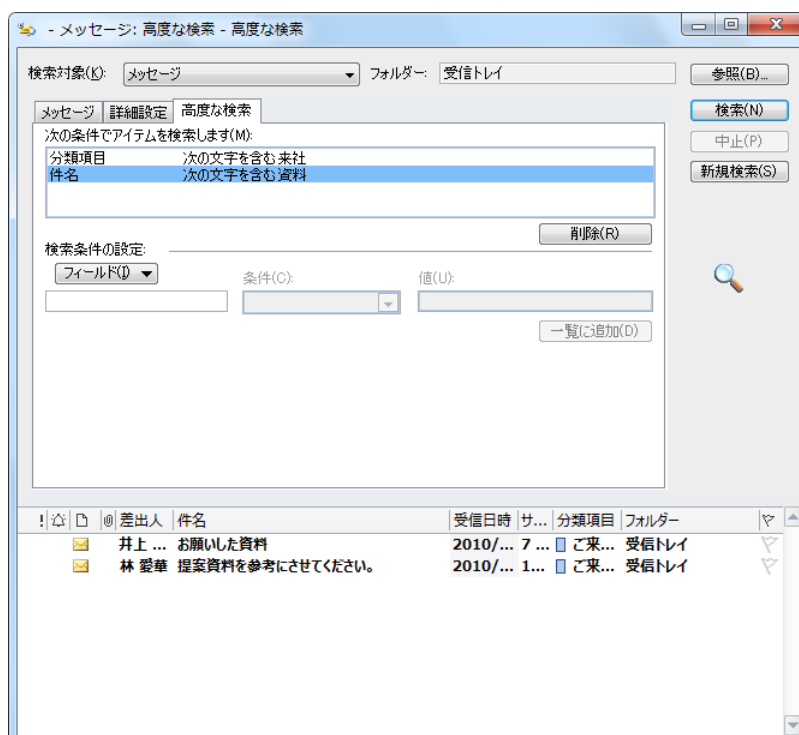 - メッセージ: 高度な検索 - 高度な検索
検索対象(K): メッセージ フォルダー: 受信トレイ 参照(B)...
メッセージ 詳細設定 高度な検索 検索(N)
次の条件でアイテムを検索します(M): 中止(P)
分類項目 次の文字を含む 来社
件名 次の文字を含む 資料 新規検索(S)
削除(R)
検索条件の設定:
フィールド(I) 条件(C): 値(U):
一覧に追加(D)
! 差出人 件名 受信日時 サ... 分類項目 フォルダー
井上 ... お願いした資料 2010/... 7 ... ご来... 受信トレイ
林 愛華 提案資料を参考にさせてください。 2010/... 1... ご来... 受信トレイ